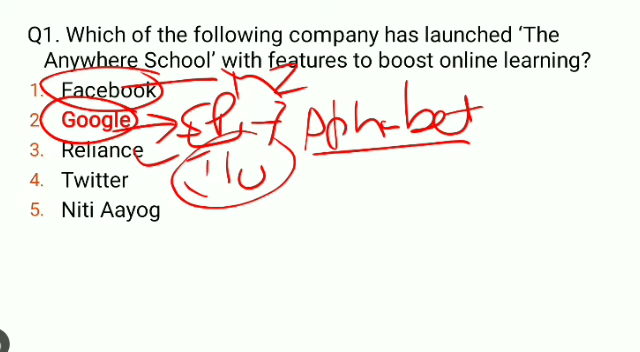 Q1. Which of the following company has launched ‘The
Anywhere School’ with features to boost online learning?
1. Facebook
2. Google
3. Reliance
4. Twitter
5. Niti Aayog